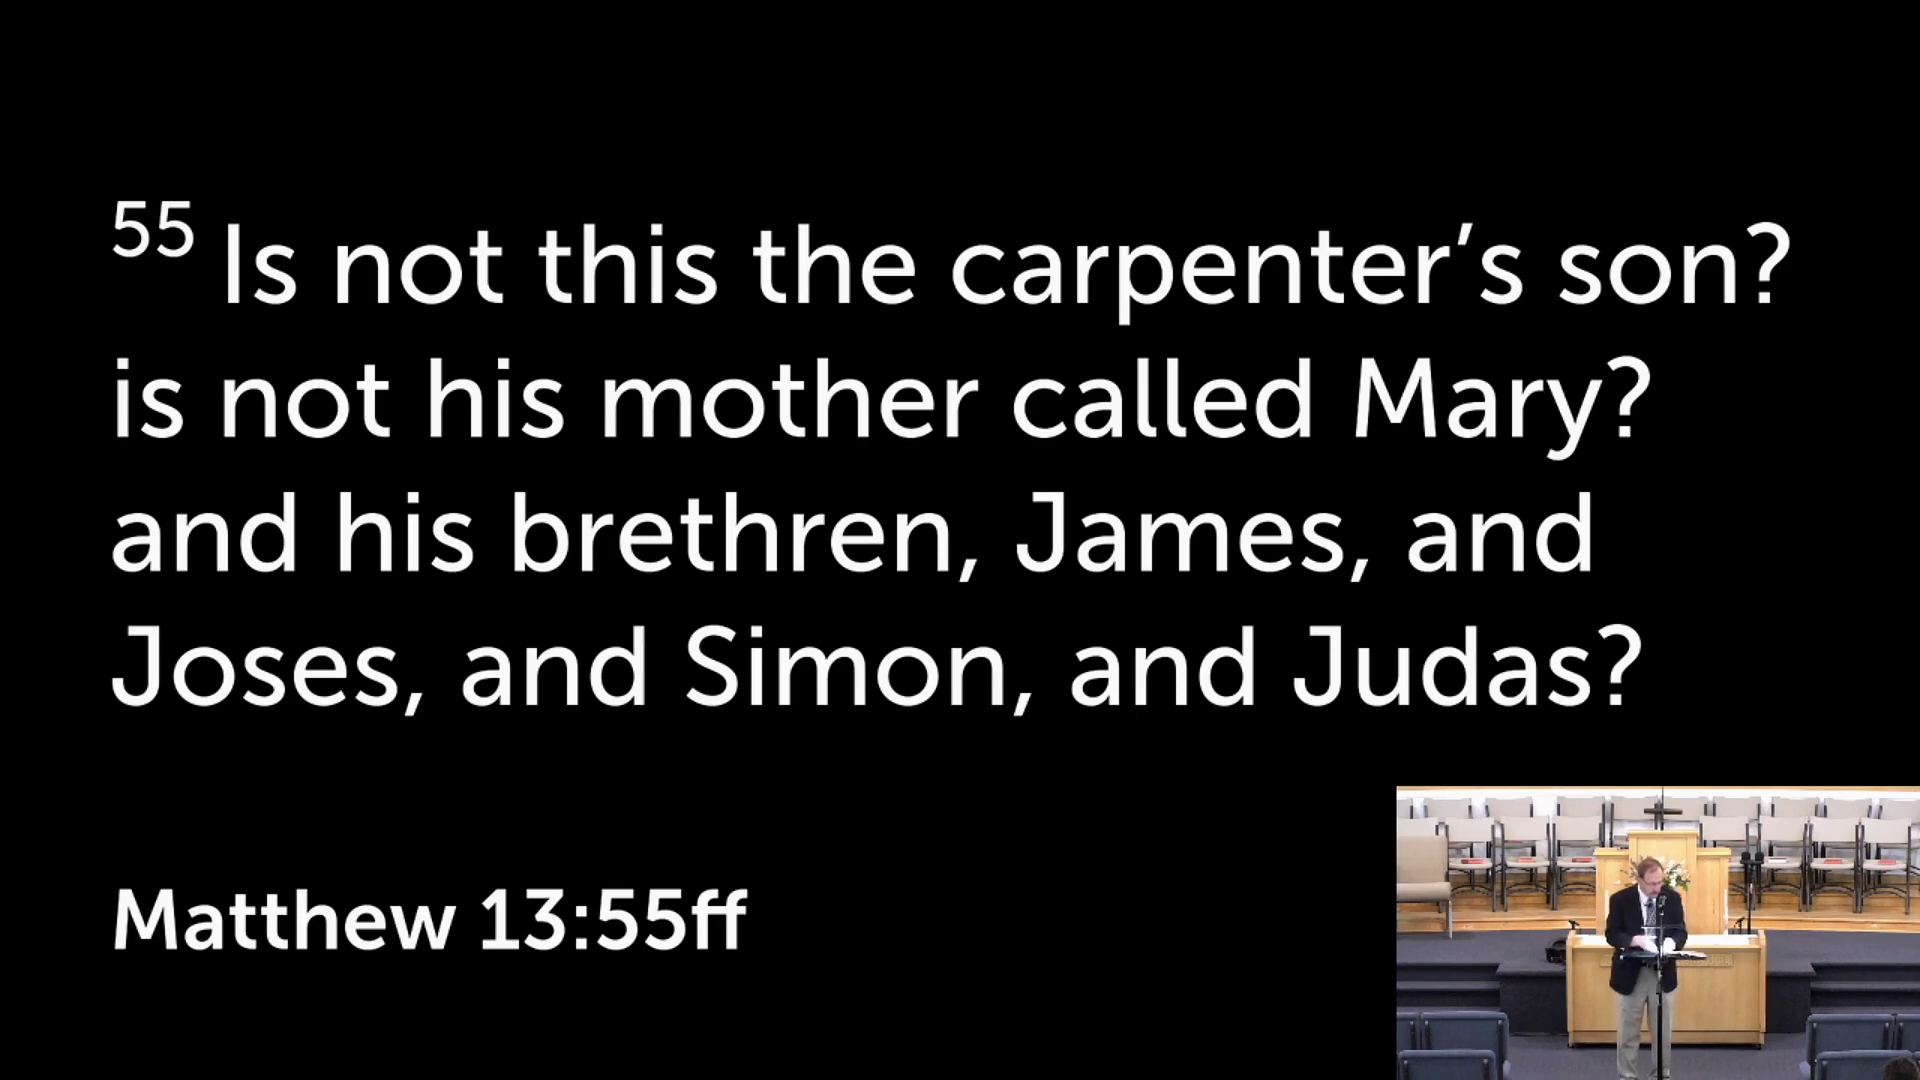 55 Is not this the carpenter’s son?
is not his mother called Mary?
and his brethren, James, and
Joses, and Simon, and Judas?
Matthew 13:55ff